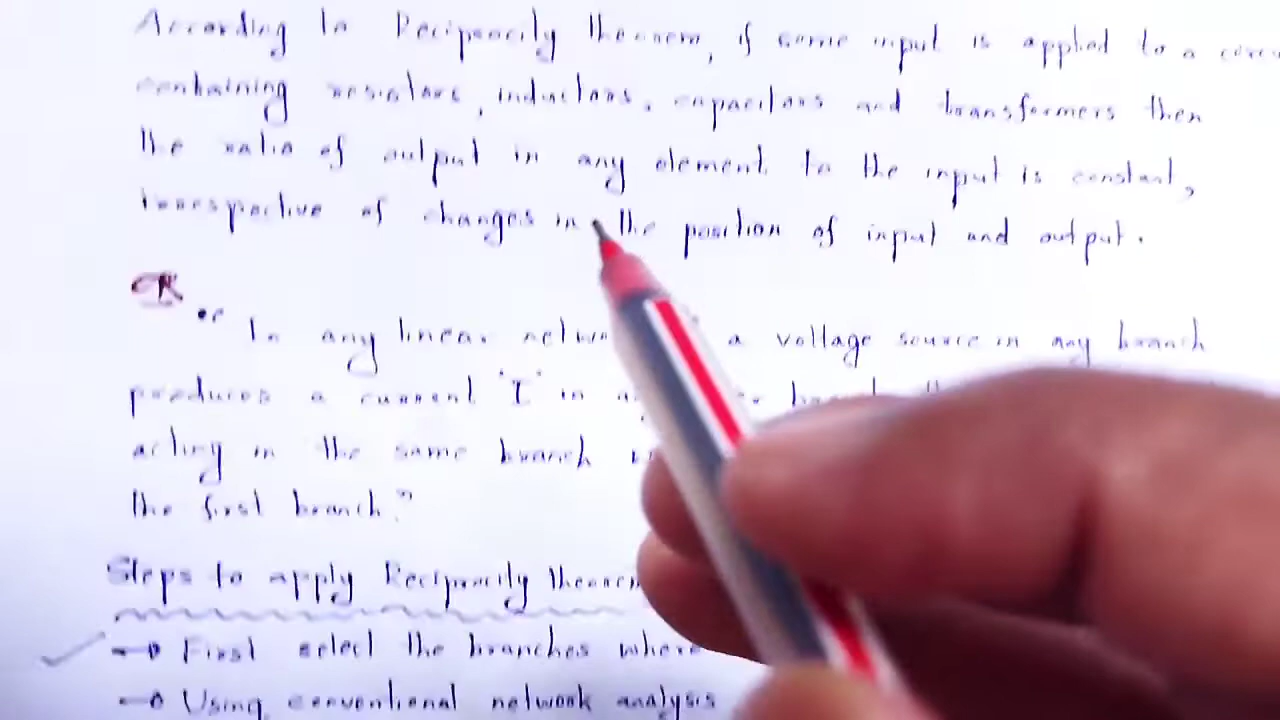 According to Reciprocity theorem, if some input is applied to a
containing resistors, inductors, capacitors and transformers then
the ratio of output in any element to the input is constant,
irrespective of changes in the position of input and output.
OR
" In any linear a voltage source in any branch
produces a current 'I' in
acting in the same branch
the first branch."
Steps to apply Reciprocity theorem
→ First select the branches where
→ Using conventional network analysis